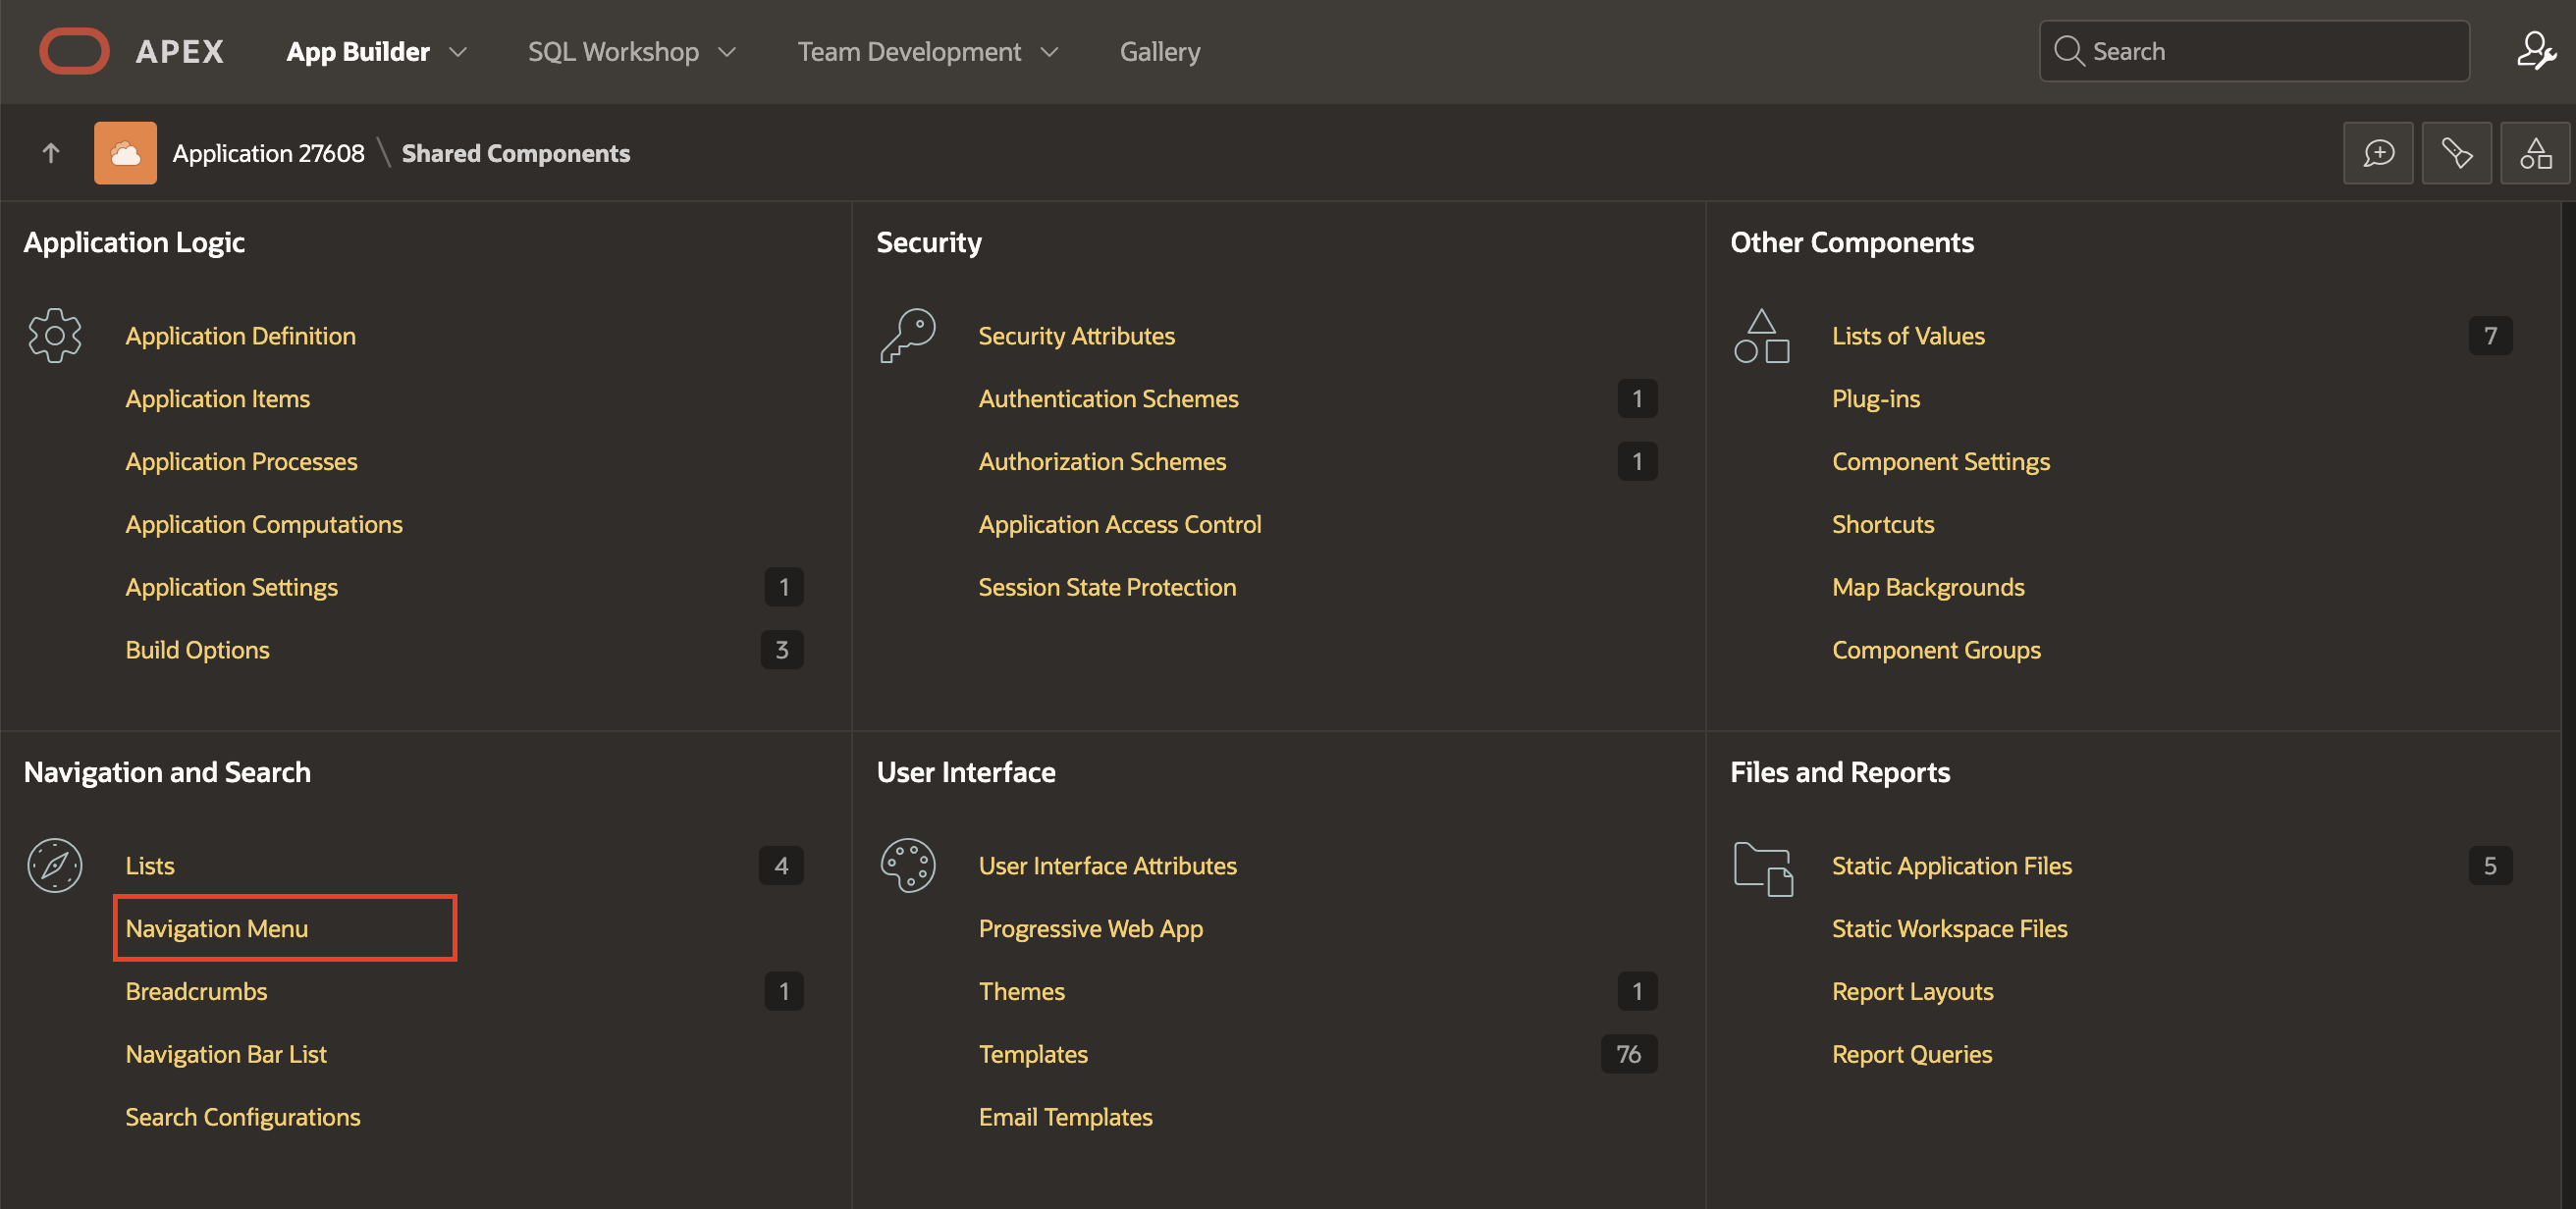 APEX App Builder SQL Workshop Team Development Gallery Search
Application 27608 \ Shared Components
Application Logic
Application Definition
Application Items
Application Processes
Application Computations
Application Settings 1
Build Options 3
Security
Security Attributes
Authentication Schemes 1
Authorization Schemes 1
Application Access Control
Session State Protection
Other Components
Lists of Values 7
Plug-ins
Component Settings
Shortcuts
Map Backgrounds
Component Groups
Navigation and Search
Lists 4
Navigation Menu
Breadcrumbs 1
Navigation Bar List
Search Configurations
User Interface
User Interface Attributes
Progressive Web App
Themes 1
Templates 76
Email Templates
Files and Reports
Static Application Files 5
Static Workspace Files
Report Layouts
Report Queries